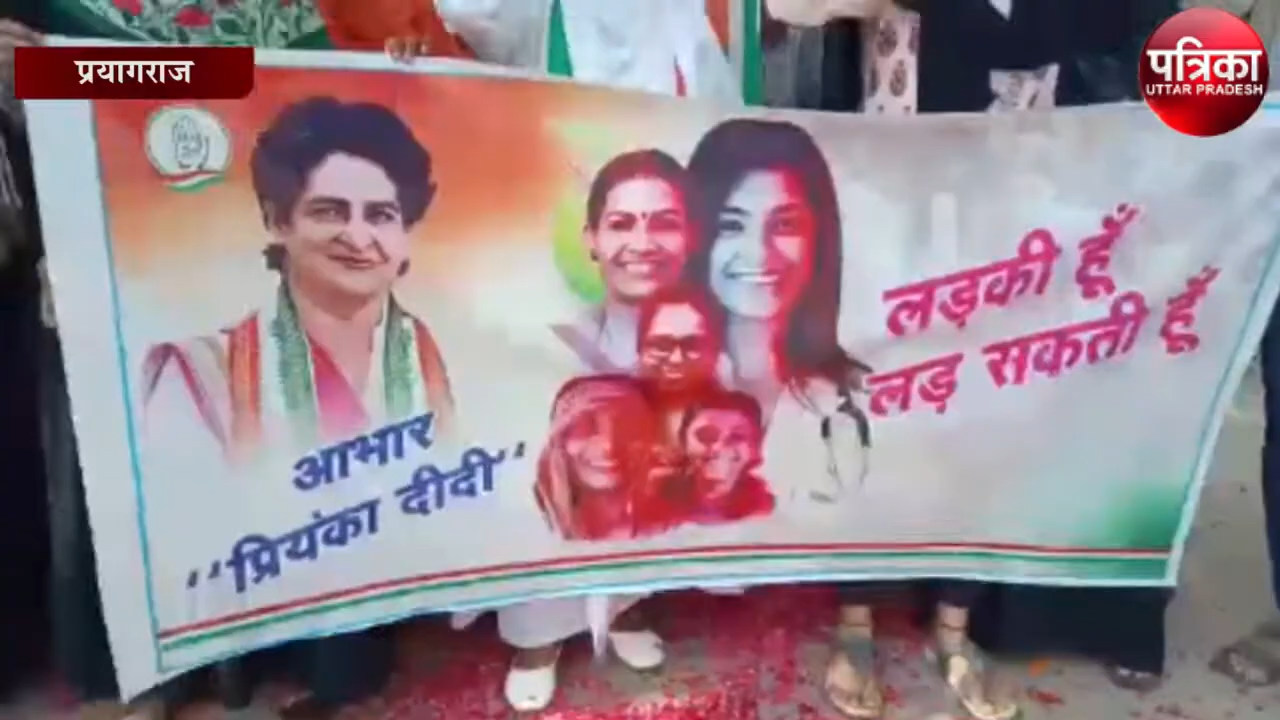 प्रयागराज
पत्रिका
UTTAR PRADESH
लड़की हूँ
लड़ सकती हूँ
आभार
‘‘प्रियंका दीदी’‘